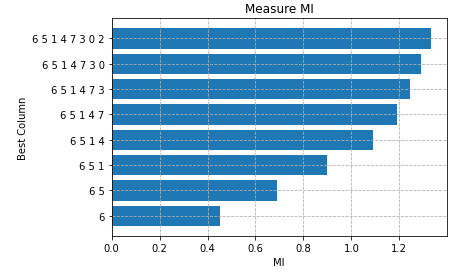 Measure MI
Best Column
6 5 1 4 7 3 0 2
6 5 1 4 7 3 0
6 5 1 4 7 3
6 5 1 4 7
6 5 1 4
6 5 1
6 5
6
0.0 0.2 0.4 0.6 0.8 1.0 1.2
MI